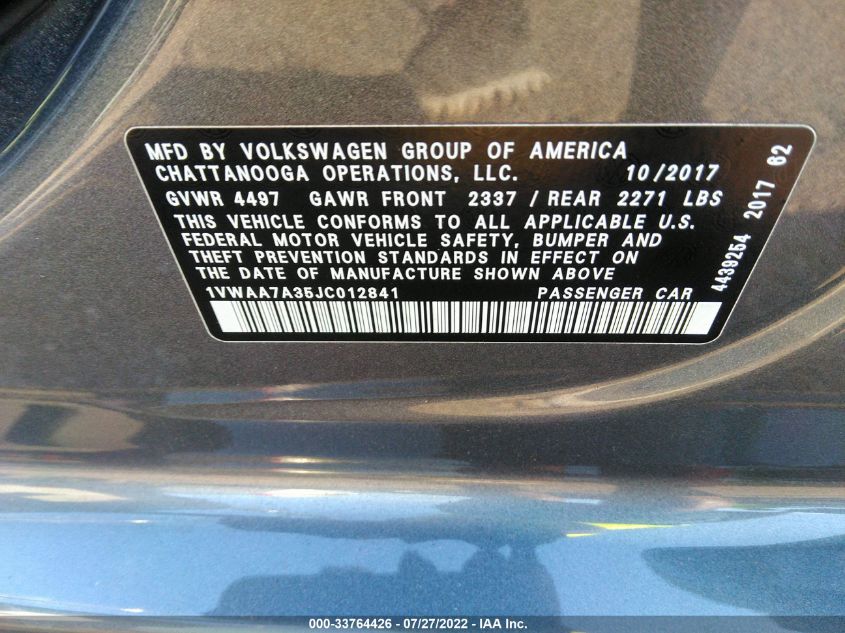 MFD BY VOLKSWAGEN GROUP OF AMERICA
CHATTANOOGA OPERATIONS, LLC. 10/2017
GVWR 4497 GAWR FRONT 2337 / REAR 2271 LBS
THIS VEHICLE CONFORMS TO ALL APPLICABLE U.S.
FEDERAL MOTOR VEHICLE SAFETY, BUMPER AND
THEFT PREVENTION STANDARDS IN EFFECT ON
THE DATE OF MANUFACTURE SHOWN ABOVE
1VWAA7A35JC012841 PASSENGER CAR
4439254 2017 62
000-33764426 - 07/27/2022 - IAA Inc.